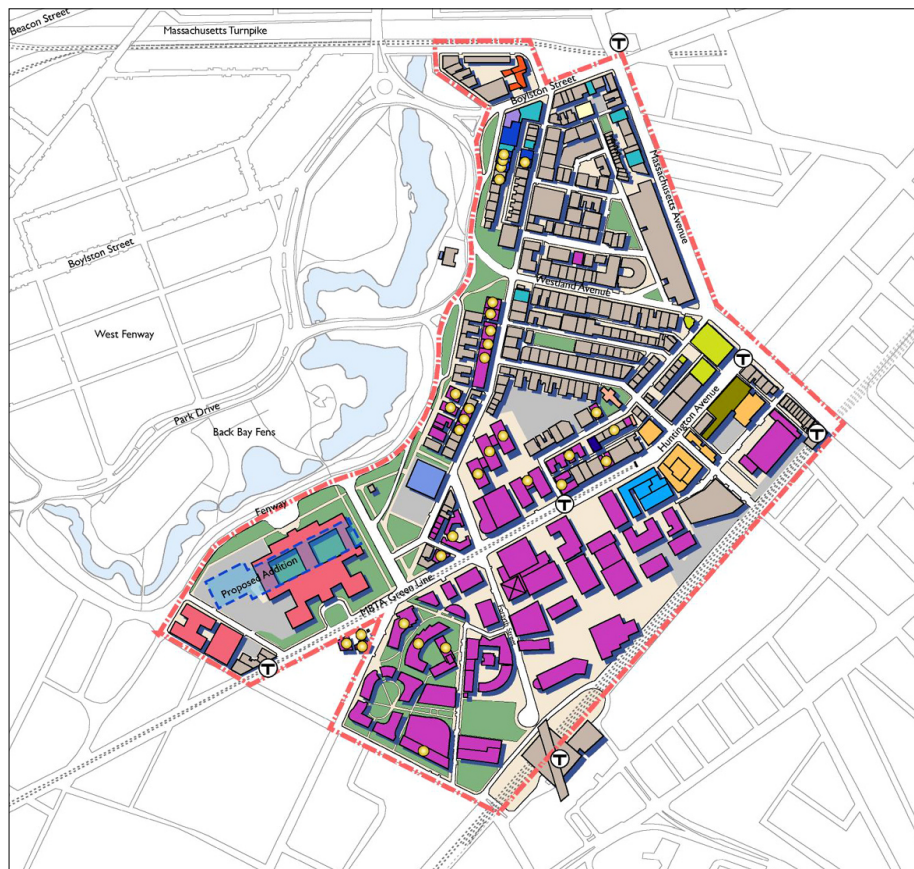 Beacon Street
Massachusetts Turnpike
T
Boylston Street
Massachusetts Avenue
Boylston Street
Westland Avenue
West Fenway
T
Park Drive
Huntington Avenue
Back Bay Fens
T
T
Fenway
Proposed Addition
MBTA Green Line
T
T